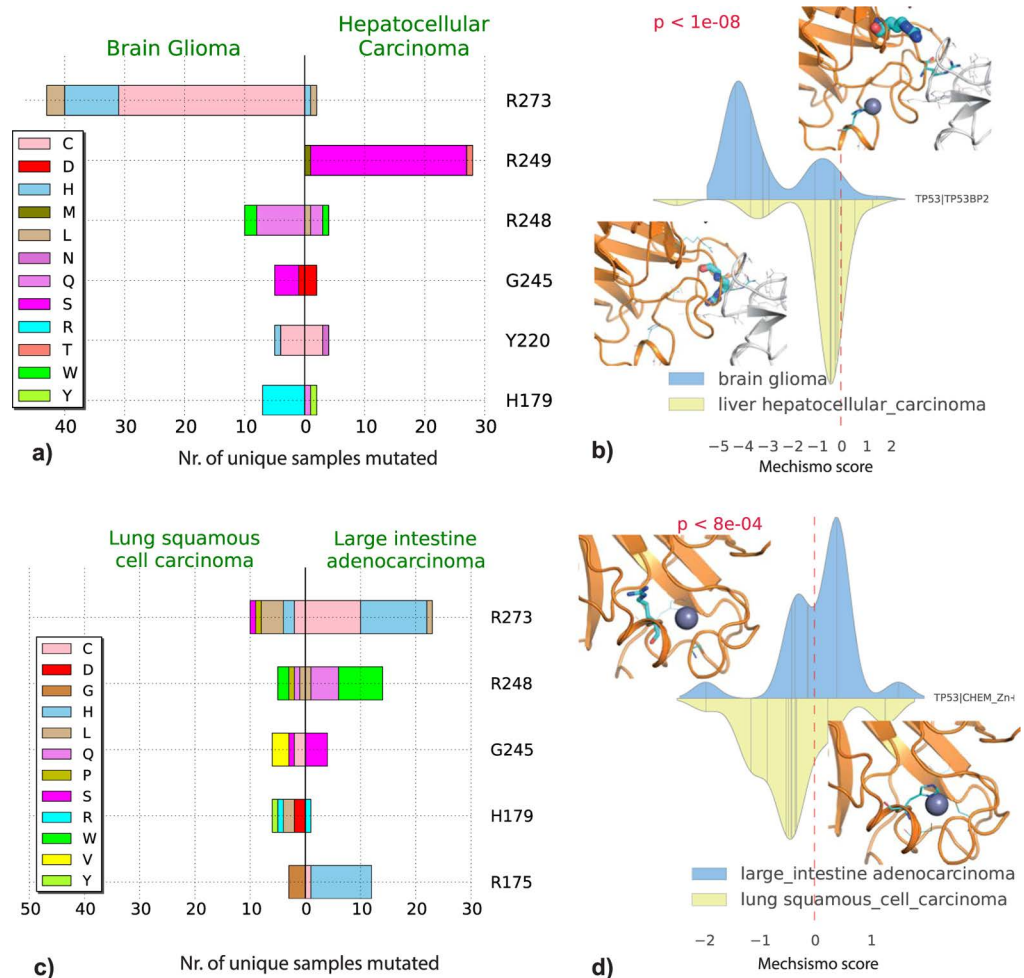 Brain Glioma
Hepatocellular
Carcinoma
R273
R249
R248
G245
Y220
H179
C
D
H
M
L
N
Q
S
R
T
W
Y
40 30 20 10 0 10 20 30
a)
Nr. of unique samples mutated
p < 1e-08
TP53|TP53BP2
brain glioma
liver hepatocellular_carcinoma
−5 −4 −3 −2 −1 0 1 2
b)
Mechismo score
Lung squamous
cell carcinoma
Large intestine
adenocarcinoma
R273
R248
G245
H179
R175
C
D
G
H
L
Q
P
S
R
W
V
Y
50 40 30 20 10 0 10 20 30
c)
Nr. of unique samples mutated
p < 8e-04
TP53|CHEM_Zn
large_intestine adenocarcinoma
lung squamous_cell_carcinoma
−2 −1 0 1
d)
Mechsismo score